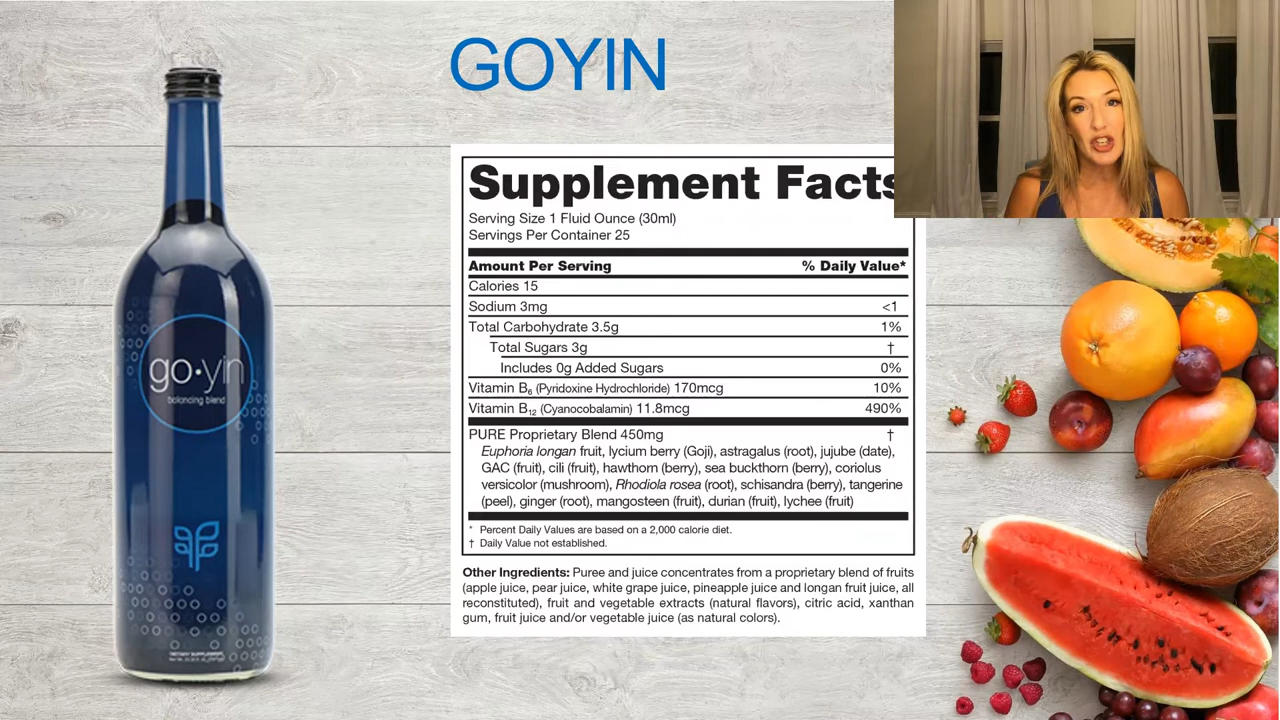 GOYIN
go·yin
balancing blend
Supplement Facts
Serving Size 1 Fluid Ounce (30ml)
Servings Per Container 25
Amount Per Serving % Daily Value*
Calories 15
Sodium 3mg <1
Total Carbohydrate 3.5g 1%
Total Sugars 3g †
Includes 0g Added Sugars 0%
Vitamin B₆ (Pyridoxine Hydrochloride) 170mcg 10%
Vitamin B₁₂ (Cyanocobalamin) 11.8mcg 490%
PURE Proprietary Blend 450mg †
Euphoria longan fruit, lycium berry (Goji), astragalus (root), jujube (date),
GAC (fruit), cili (fruit), hawthorn (berry), sea buckthorn (berry), coriolus
versicolor (mushroom), Rhodiola rosea (root), schisandra (berry), tangerine
(peel), ginger (root), mangosteen (fruit), durian (fruit), lychee (fruit)
* Percent Daily Values are based on a 2,000 calorie diet.
† Daily Value not established.
Other Ingredients: Puree and juice concentrates from a proprietary blend of fruits
(apple juice, pear juice, white grape juice, pineapple juice and longan fruit juice, all
reconstituted), fruit and vegetable extracts (natural flavors), citric acid, xanthan
gum, fruit juice and/or vegetable juice (as natural colors).
DIETARY SUPPLEMENT